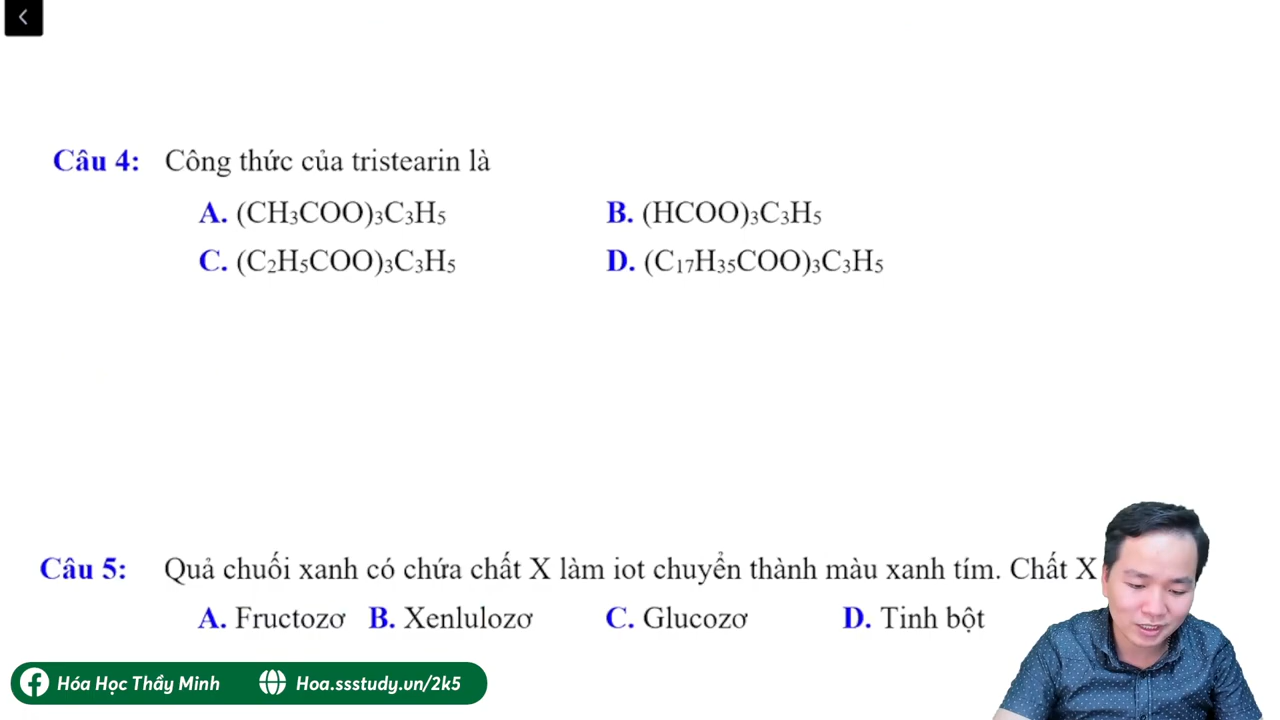 Câu 4: Công thức của tristearin là
A. (CH₃COO)₃C₃H₅ B. (HCOO)₃C₃H₅
C. (C₂H₅COO)₃C₃H₅ D. (C₁₇H₃₅COO)₃C₃H₅
Câu 5: Quả chuối xanh có chứa chất X làm iot chuyển thành màu xanh tím. Chất X
A. Fructozơ B. Xenlulozơ C. Glucozơ D. Tinh bột
Hóa Học Thầy Minh Hoa.ssstudy.vn/2k5